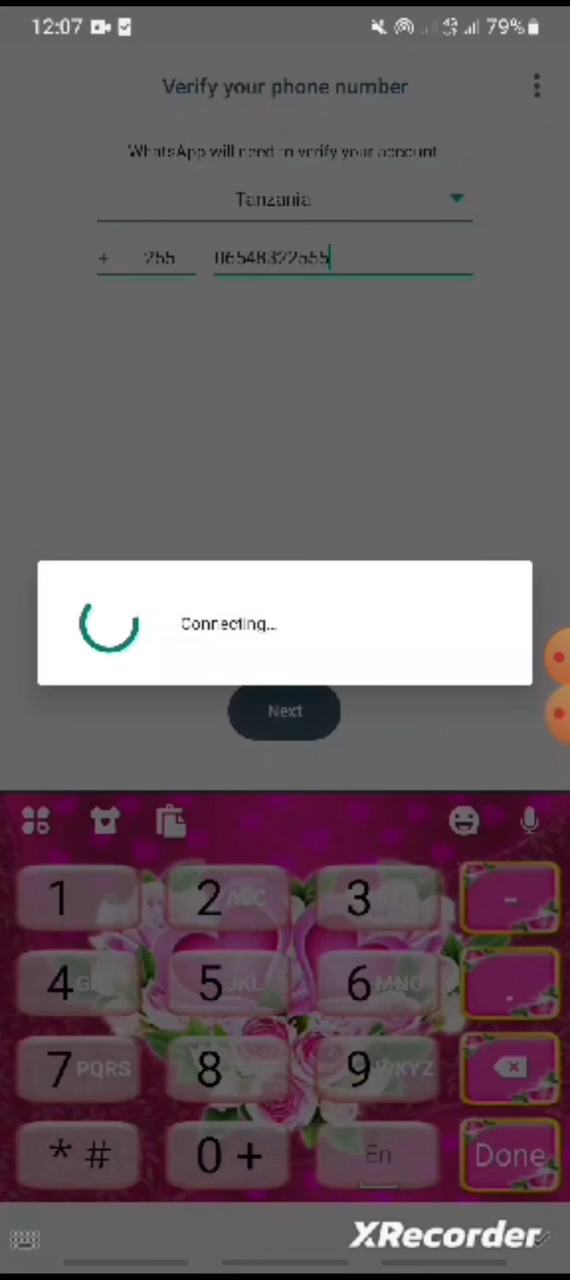 12:07 79%
Verify your phone number
WhatsApp will need to verify your account
Tanzania
+ 255 06548322555
Connecting...
Next
1 2 ABC 3 -
4 G 5 JKL 6 MNO .
7 PQRS 8 9 WXYZ
* # 0 + En Done
XRecorder